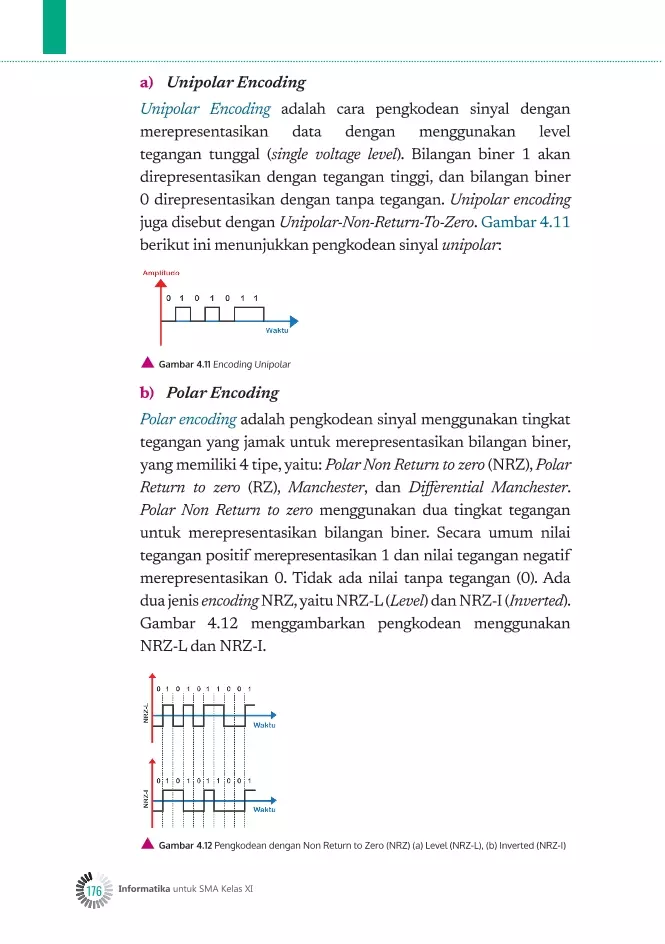 a) Unipolar Encoding
Unipolar Encoding adalah cara pengkodean sinyal dengan
merepresentasikan data dengan menggunakan level
tegangan tunggal (single voltage level). Bilangan biner 1 akan
direpresentasikan dengan tegangan tinggi, dan bilangan biner
0 direpresentasikan dengan tanpa tegangan. Unipolar encoding
juga disebut dengan Unipolar-Non-Return-To-Zero. Gambar 4.11
berikut ini menunjukkan pengkodean sinyal unipolar:
Amplitudo
0 1 0 1 0 1 1
Waktu
Gambar 4.11 Encoding Unipolar
b) Polar Encoding
Polar encoding adalah pengkodean sinyal menggunakan tingkat
tegangan yang jamak untuk merepresentasikan bilangan biner,
yang memiliki 4 tipe, yaitu: Polar Non Return to zero (NRZ), Polar
Return to zero (RZ), Manchester, dan Differential Manchester.
Polar Non Return to zero menggunakan dua tingkat tegangan
untuk merepresentasikan bilangan biner. Secara umum nilai
tegangan positif merepresentasikan 1 dan nilai tegangan negatif
merepresentasikan 0. Tidak ada nilai tanpa tegangan (0). Ada
dua jenis encoding NRZ, yaitu NRZ-L (Level) dan NRZ-I (Inverted).
Gambar 4.12 menggambarkan pengkodean menggunakan
NRZ-L dan NRZ-I.
0 1 0 1 0 1 1 0 0 1
NRZ-L
Waktu
0 1 0 1 0 1 1 0 0 1
NRZ-I
Waktu
Gambar 4.12 Pengkodean dengan Non Return to Zero (NRZ) (a) Level (NRZ-L), (b) Inverted (NRZ-I)
176 Informatika untuk SMA Kelas XI